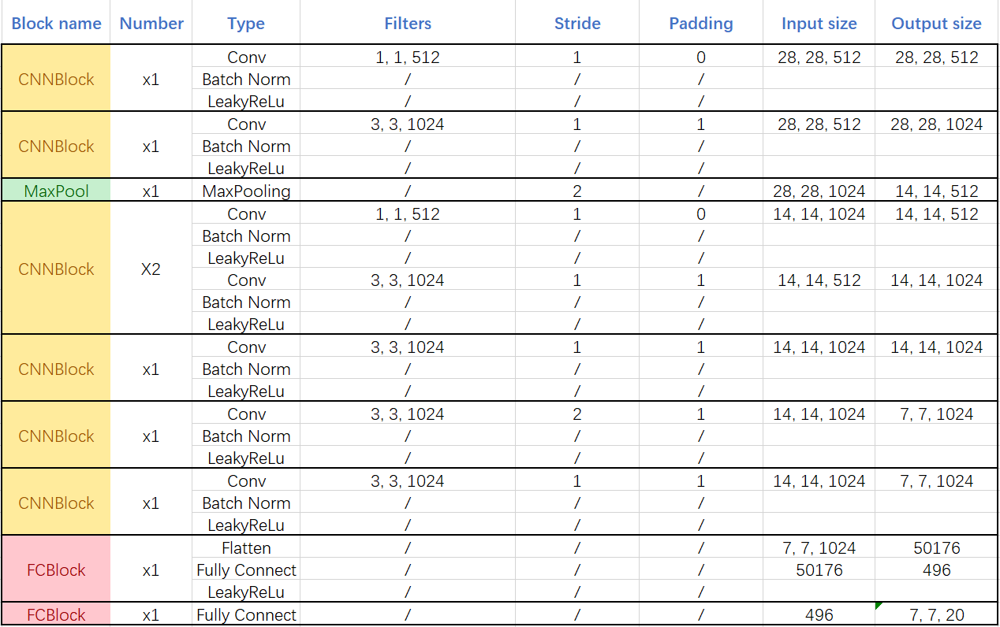 Block name Number Type Filters Stride Padding Input size Output size
Conv 1, 1, 512 1 0 28, 28, 512 28, 28, 512
CNNBlock x1 Batch Norm / / /
LeakyReLu / / /
Conv 3, 3, 1024 1 1 28, 28, 512 28, 28, 1024
CNNBlock x1 Batch Norm / / /
LeakyReLu / / /
MaxPool x1 MaxPooling / 2 / 28, 28, 1024 14, 14, 512
Conv 1, 1, 512 1 0 14, 14, 1024 14, 14, 512
Batch Norm / / /
LeakyReLu / / /
CNNBlock X2
Conv 3, 3, 1024 1 1 14, 14, 512 14, 14, 1024
Batch Norm / / /
LeakyReLu / / /
Conv 3, 3, 1024 1 1 14, 14, 1024 14, 14, 1024
CNNBlock x1 Batch Norm / / /
LeakyReLu / / /
Conv 3, 3, 1024 2 1 14, 14, 1024 7, 7, 1024
CNNBlock x1 Batch Norm / / /
LeakyReLu / / /
Conv 3, 3, 1024 1 1 14, 14, 1024 7, 7, 1024
CNNBlock x1 Batch Norm / / /
LeakyReLu / / /
Flatten / / / 7, 7, 1024 50176
FCBlock x1 Fully Connect / / / 50176 496
LeakyReLu / / /
FCBlock x1 Fully Connect / / / 496 7, 7, 20